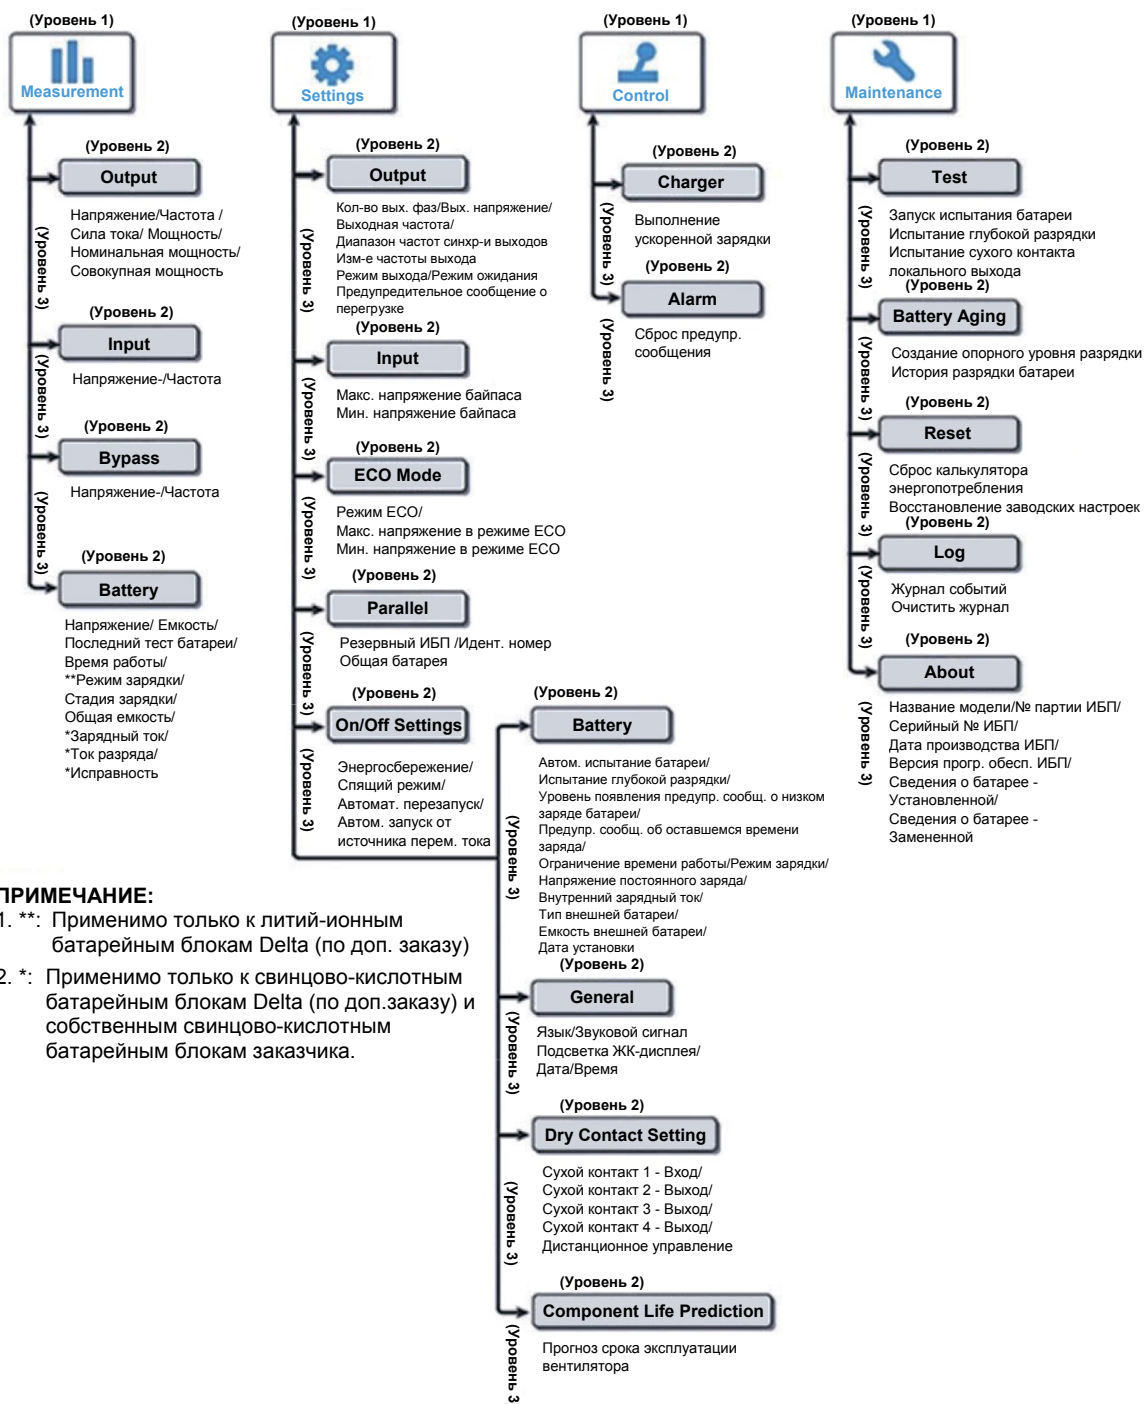 (Уровень 1)
Measurement
(Уровень 2)
Output
(Уровень 3)
Напряжение/Частота /
Сила тока/ Мощность/
Номинальная мощность/
Совокупная мощность
(Уровень 2)
Input
(Уровень 3)
Напряжение-/Частота
(Уровень 2)
Bypass
(Уровень 3)
Напряжение-/Частота
(Уровень 2)
Battery
Напряжение/ Емкость/
Последний тест батареи/
Время работы/
**Режим зарядки/
Стадия зарядки/
Общая емкость/
*Зарядный ток/
*Ток разряда/
*Исправность
(Уровень 1)
Settings
(Уровень 2)
Output
(Уровень 3)
Кол-во вых. фаз/Вых. напряжение/
Выходная частота/
Диапазон частот синхр-и выходов
Изм-е частоты выхода
Режим выхода/Режим ожидания
Предупредительное сообщение о
перегрузке
(Уровень 2)
Input
(Уровень 3)
Макс. напряжение байпаса
Мин. напряжение байпаса
(Уровень 2)
ECO Mode
(Уровень 3)
Режим ECO/
Макс. напряжение в режиме ECO
Мин. напряжение в режиме ECO
(Уровень 2)
Parallel
(Уровень 3)
Резервный ИБП /Идент. номер
Общая батарея
(Уровень 2)
On/Off Settings
(Уровень 3)
Энергосбережение/
Спящий режим/
Автомат. перезапуск/
Автом. запуск от
источника перем. тока
(Уровень 2)
Battery
(Уровень 3)
Автом. испытание батареи/
Испытание глубокой разрядки/
Уровень появления предупр. сообщ. о низком
заряде батареи/
Предупр. сообщ. об оставшемся времени
заряда/
Ограничение времени работы/Режим зарядки/
Напряжение постоянного заряда/
Внутренний зарядный ток/
Тип внешней батареи/
Емкость внешней батареи/
Дата установки
(Уровень 2)
General
(Уровень 3)
Язык/Звуковой сигнал
Подсветка ЖК-дисплея/
Дата/Время
(Уровень 2)
Dry Contact Setting
(Уровень 3)
Сухой контакт 1 - Вход/
Сухой контакт 2 - Выход/
Сухой контакт 3 - Выход/
Сухой контакт 4 - Выход/
Дистанционное управление
(Уровень 2)
Component Life Prediction
(Уровень 3
Прогноз срока эксплуатации
вентилятора
(Уровень 1)
Control
(Уровень 2)
Charger
(Уровень 3)
Выполнение
ускоренной зарядки
(Уровень 2)
Alarm
(Уровень 3)
Сброс предупр.
сообщения
(Уровень 1)
Maintenance
(Уровень 2)
Test
(Уровень 3)
Запуск испытания батареи
Испытание глубокой разрядки
Испытание сухого контакта
локального выхода
(Уровень 2)
Battery Aging
(Уровень 3)
Создание опорного уровня разрядки
История разрядки батареи
(Уровень 2)
Reset
(Уровень 3)
Сброс калькулятора
энергопотребления
Восстановление заводских настроек
(Уровень 2)
Log
(Уровень 3)
Журнал событий
Очистить журнал
(Уровень 2)
About
(Уровень 3)
Название модели/№ партии ИБП/
Серийный № ИБП/
Дата производства ИБП/
Версия прогр. обесп. ИБП/
Сведения о батарее -
Установленной/
Сведения о батарее -
Замененной
ПРИМЕЧАНИЕ:
1. **: Применимо только к литий-ионным
батарейным блокам Delta (по доп. заказу)
2. *: Применимо только к свинцово-кислотным
батарейным блокам Delta (по доп.заказу) и
собственным свинцово-кислотным
батарейным блокам заказчика.